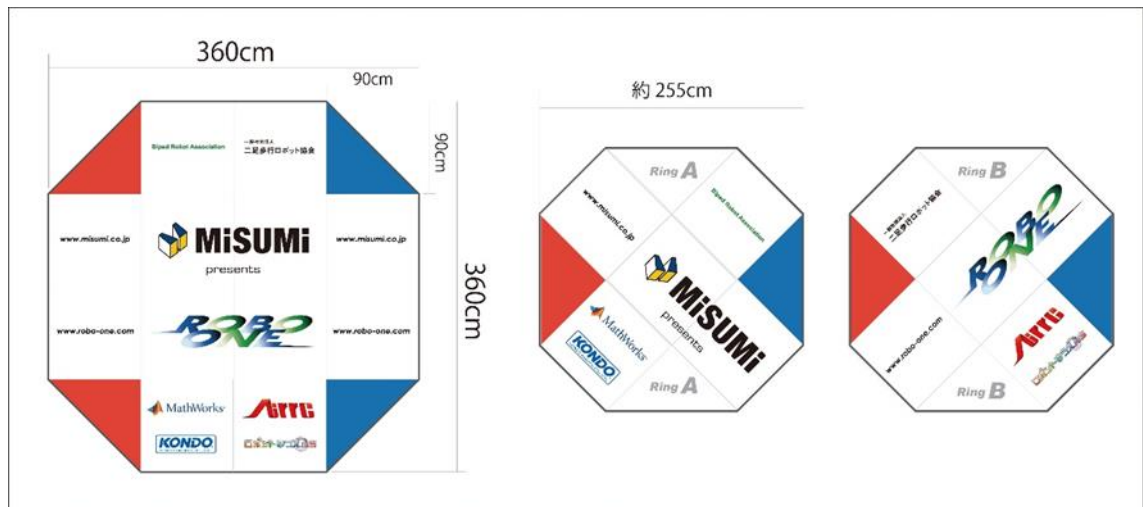 360cm
90cm
90cm
360cm
Biped Robot Association
一般社団法人
二足歩行ロボット協会
www.misumi.co.jp
MiSUMi
presents
www.misumi.co.jp
www.robo-one.com
ROBO
ONE
www.robo-one.com
MathWorks
KONDO
約 255cm
Ring A
www.misumi.co.jp
Biped Robot Association
MiSUMi
presents
MathWorks
KONDO
Ring A
Ring B
一般社団法人
二足歩行ロボット協会
ROBO
ONE
www.robo-one.com
Ring B